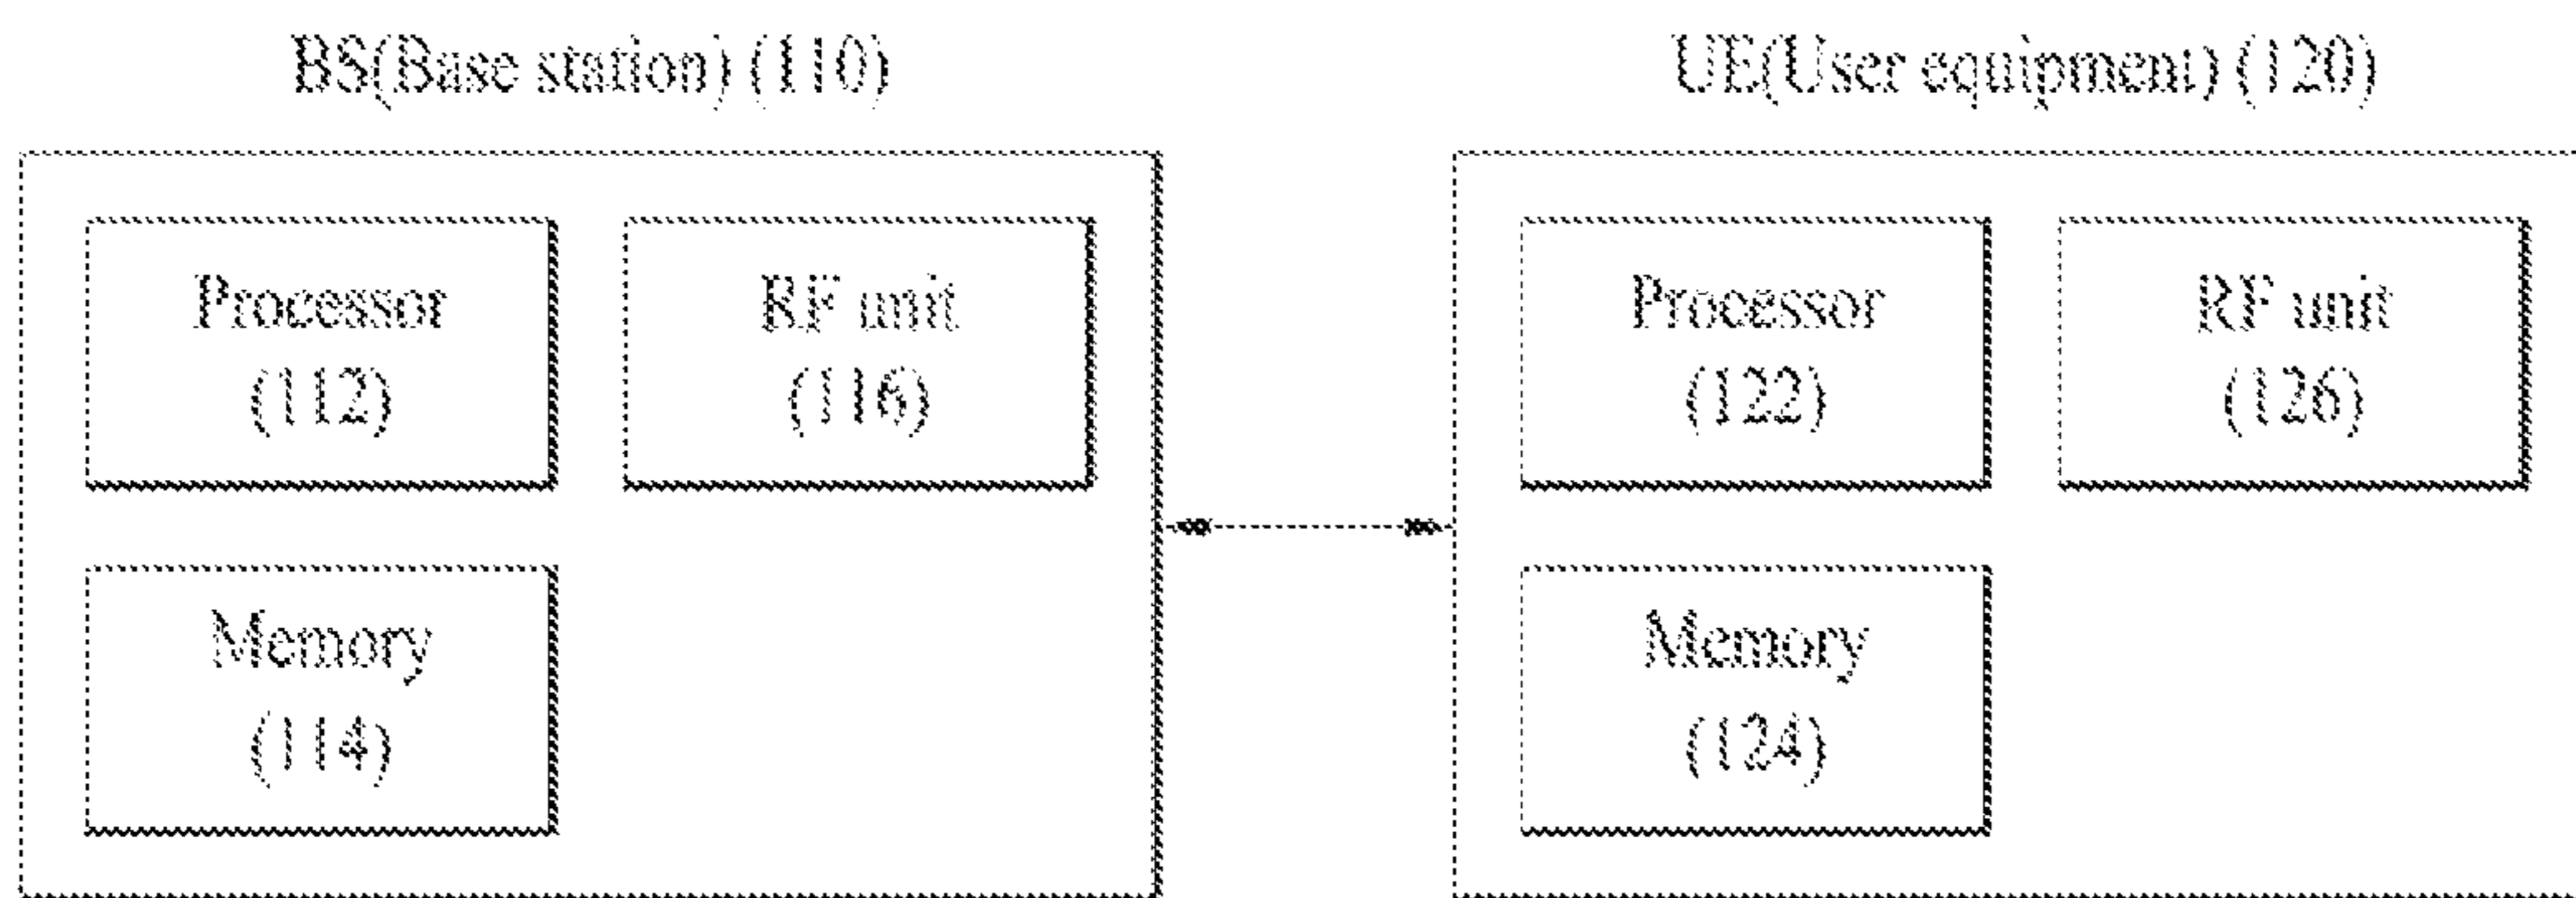 BS(Base station) (110)
UE(User equipment) (120)
Processor
(112)
RF unit
(116)
Memory
(114)
Processor
(122)
RF unit
(126)
Memory
(124)